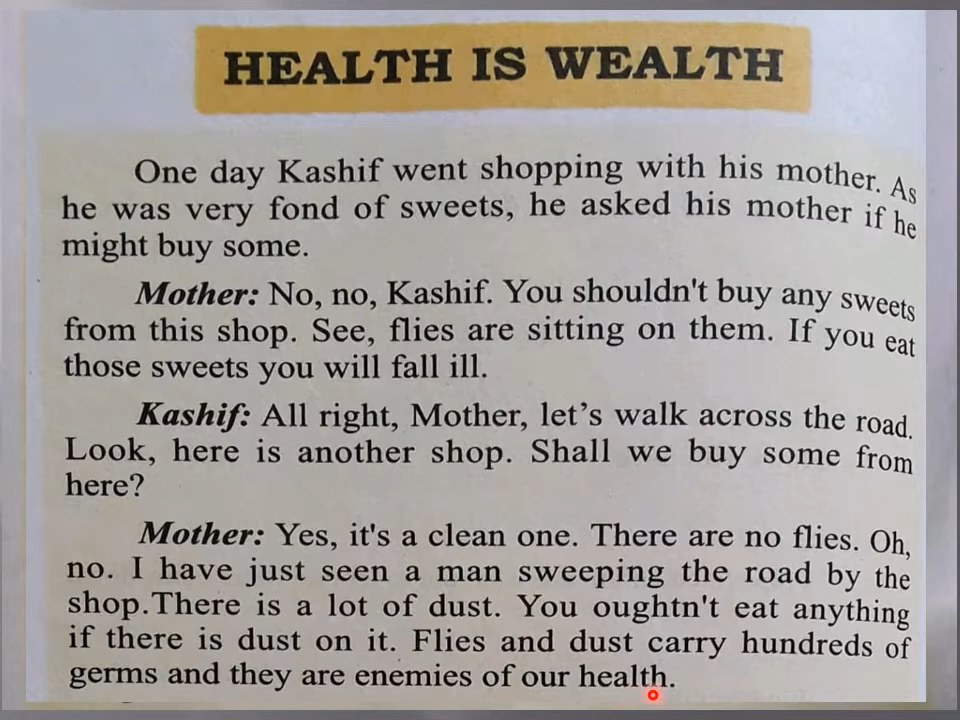 HEALTH IS WEALTH
One day Kashif went shopping with his mother. As
he was very fond of sweets, he asked his mother if he
might buy some.
Mother: No, no, Kashif. You shouldn't buy any sweets
from this shop. See, flies are sitting on them. If you eat
those sweets you will fall ill.
Kashif: All right, Mother, let's walk across the road.
Look, here is another shop. Shall we buy some from
here?
Mother: Yes, it's a clean one. There are no flies. Oh,
no. I have just seen a man sweeping the road by the
shop.There is a lot of dust. You oughtn't eat anything
if there is dust on it. Flies and dust carry hundreds of
germs and they are enemies of our health.